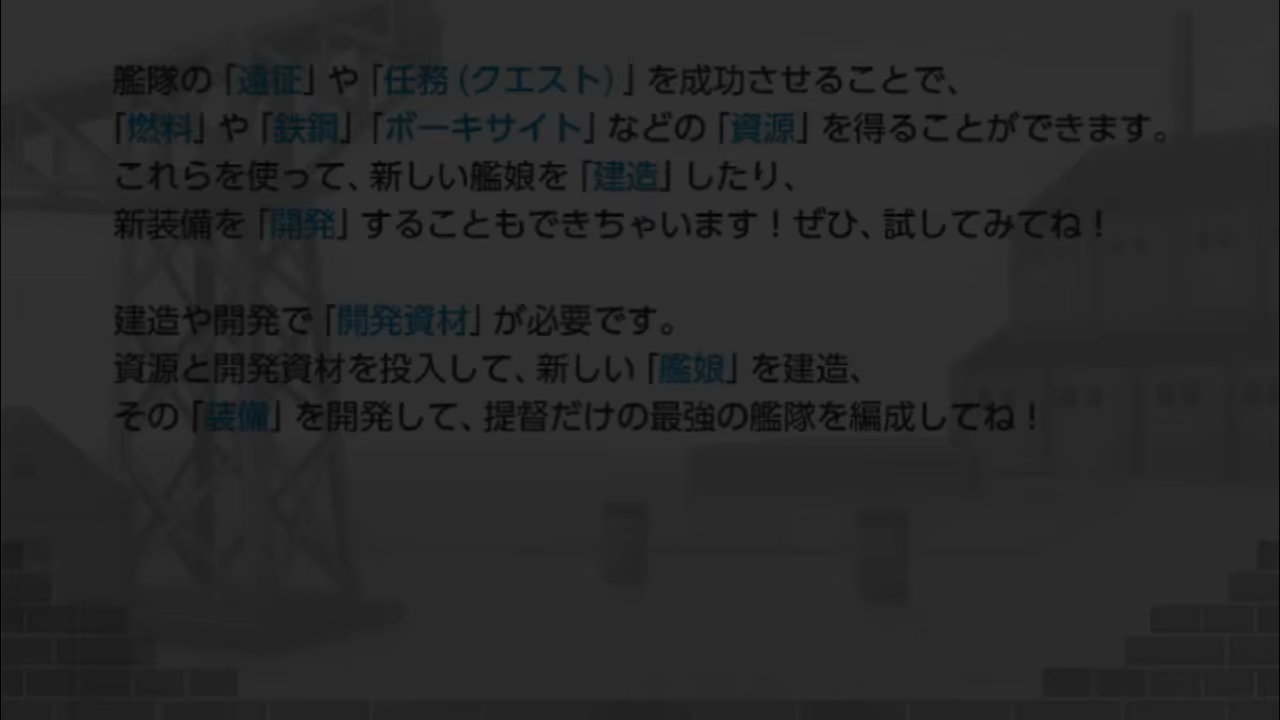 艦隊の「遠征」や「任務(クエスト)」を成功させることで、
「燃料」や「鉄鋼」「ボーキサイト」などの「資源」を得ることができます。
これらを使って、新しい艦娘を「建造」したり、
新装備を「開発」することもできちゃいます！ぜひ、試してみてね！
建造や開発で「開発資材」が必要です。
資源と開発資材を投入して、新しい「艦娘」を建造、
その「装備」を開発して、提督だけの最強の艦隊を編成してね！